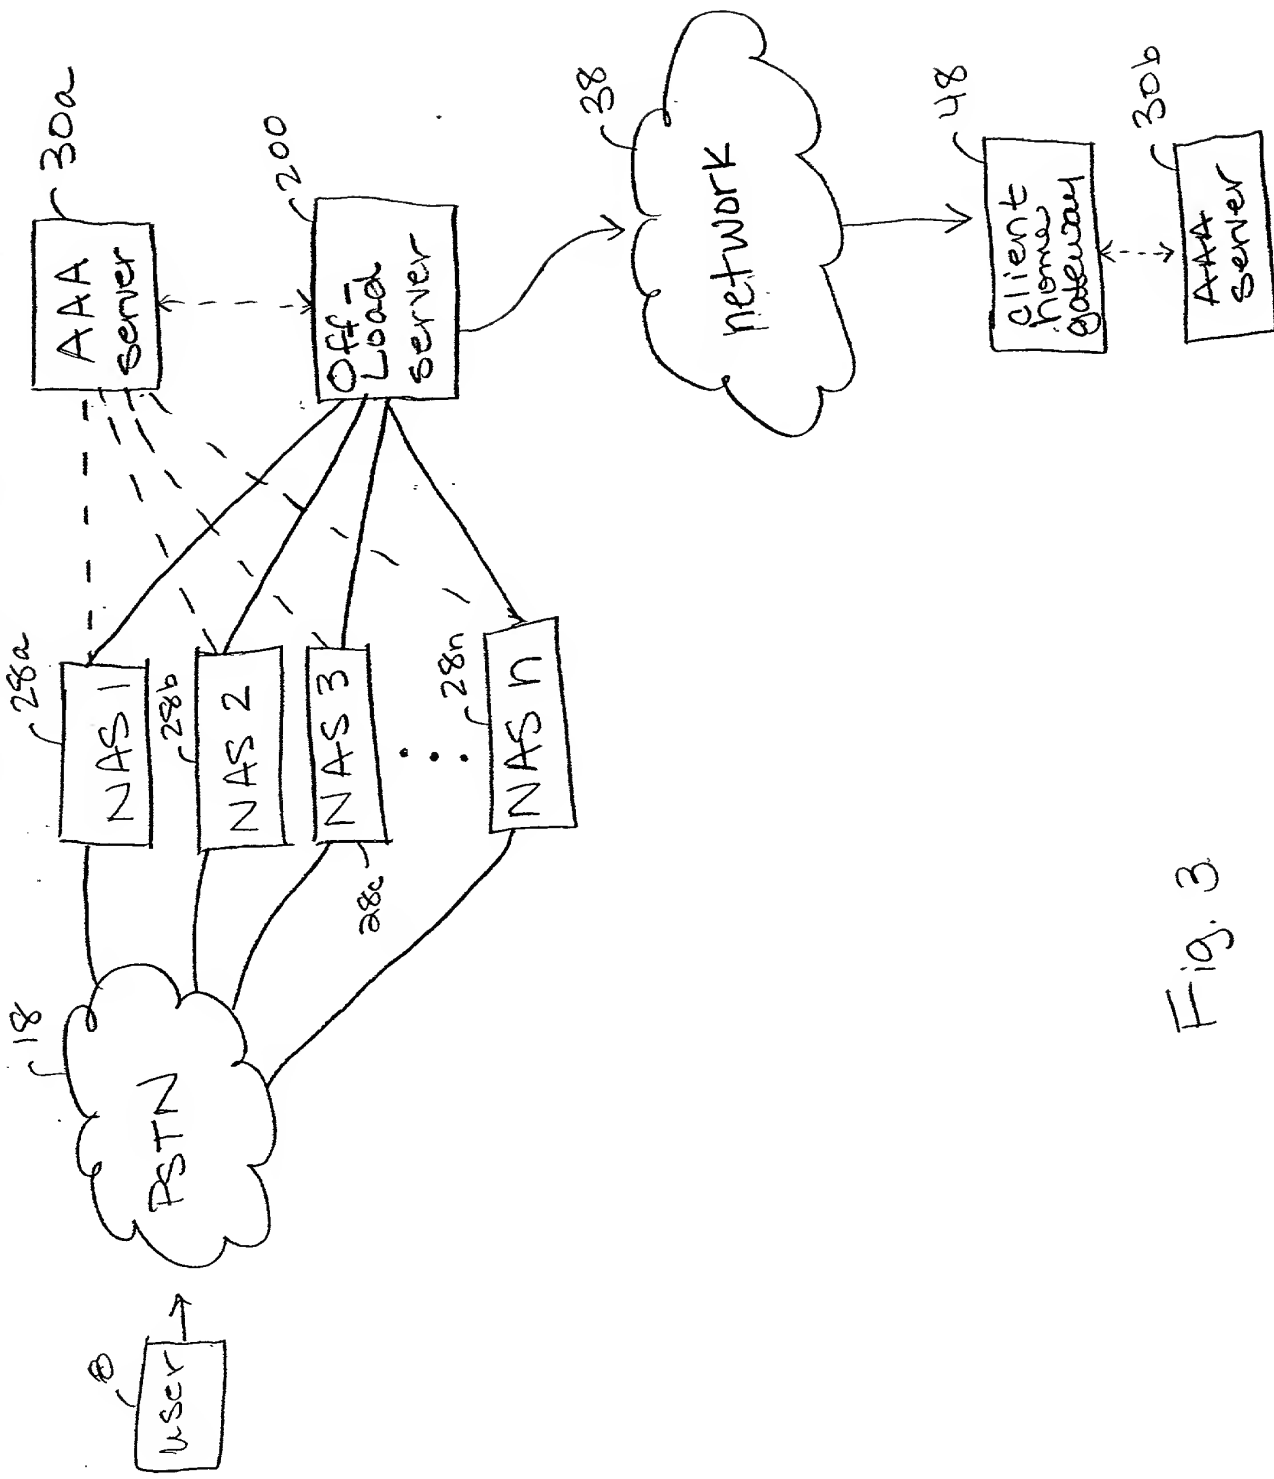 8
user
18
PSTN
28a
NAS 1
28b
NAS 2
NAS 3
28c
28n
NAS n
30a
AAA
server
200
Off-
Load
server
38
network
48
client
home
gateway
30b
AAA
server
Fig. 3